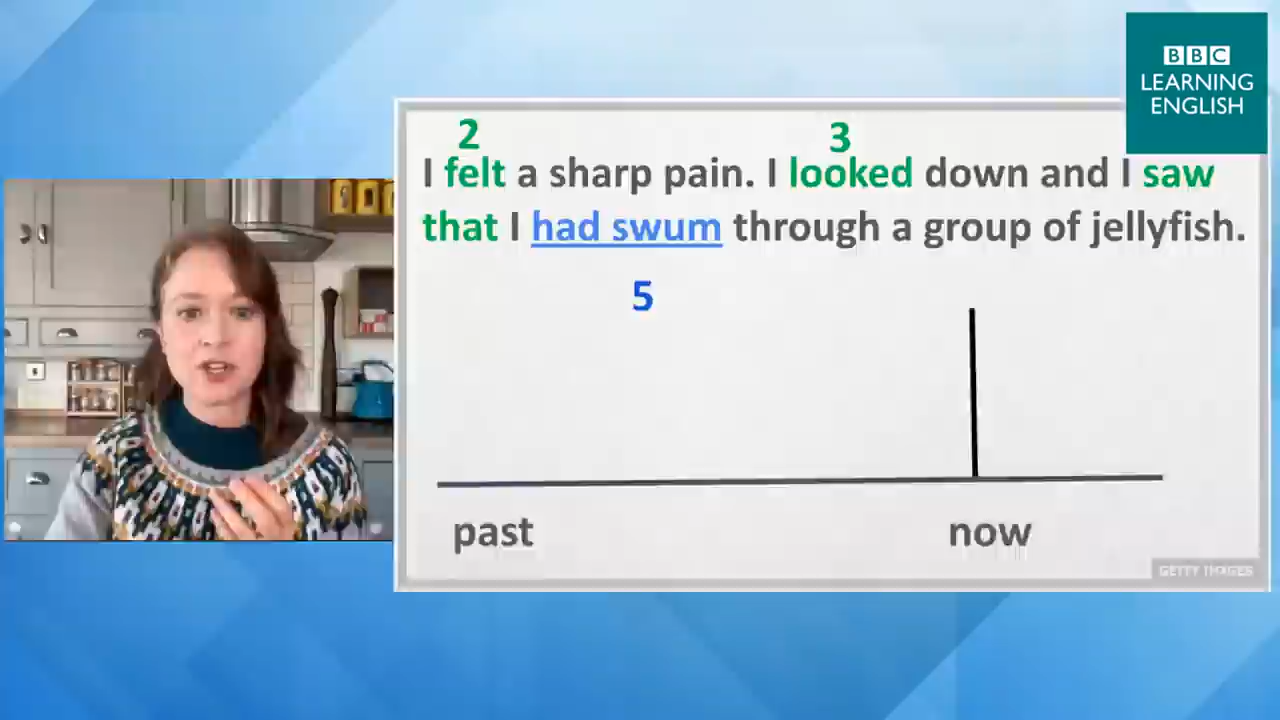 BBC
LEARNING
ENGLISH
2 3
I felt a sharp pain. I looked down and I saw
that I had swum through a group of jellyfish.
5
past now
GETTY IMAGES